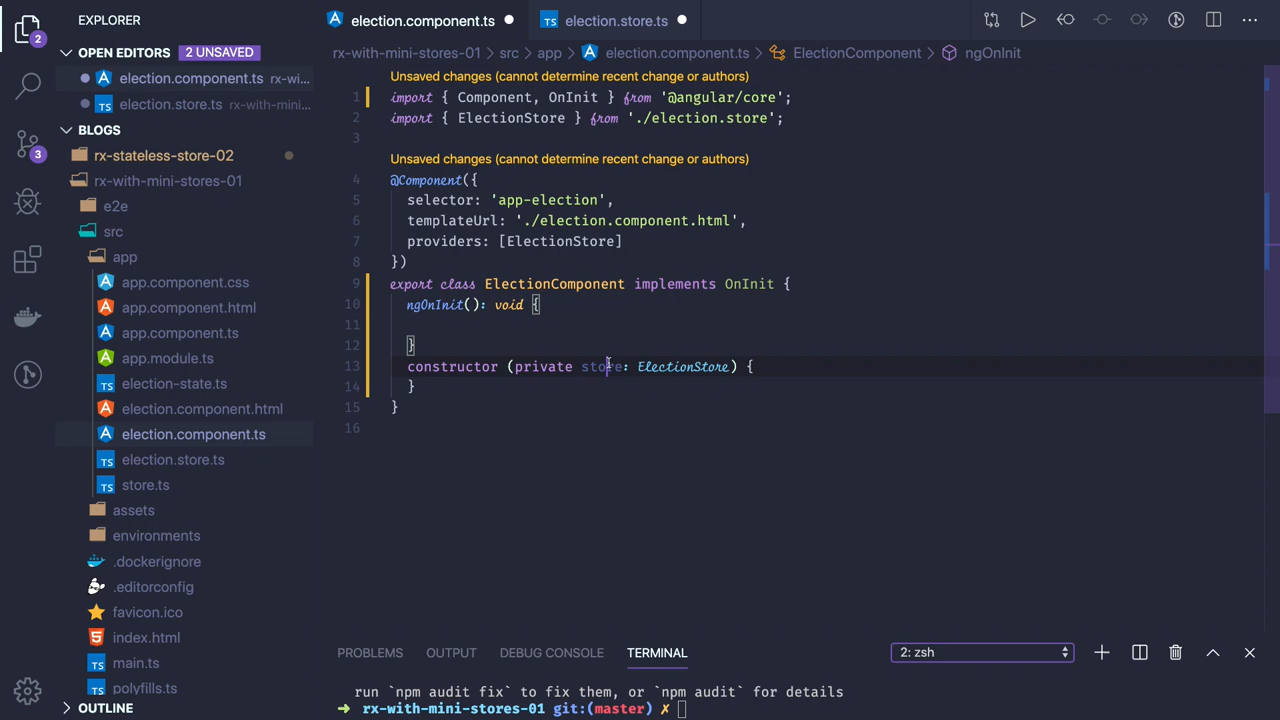 EXPLORER
OPEN EDITORS 2 UNSAVED
election.component.ts rx-wi...
election.store.ts rx-with-mini...
BLOGS
rx-stateless-store-02
rx-with-mini-stores-01
e2e
src
app
app.component.css
app.component.html
app.component.ts
app.module.ts
election-state.ts
election.component.html
election.component.ts
election.store.ts
store.ts
assets
environments
.dockerignore
.editorconfig
favicon.ico
index.html
main.ts
polyfills.ts
OUTLINE
2
3
election.component.ts
election.store.ts
rx-with-mini-stores-01 > src > app > election.component.ts > ElectionComponent > ngOnInit
Unsaved changes (cannot determine recent change or authors)
1 import { Component, OnInit } from '@angular/core';
2 import { ElectionStore } from './election.store';
3
Unsaved changes (cannot determine recent change or authors)
4 @Component({
5 selector: 'app-election',
6 templateUrl: './election.component.html',
7 providers: [ElectionStore]
8 })
9 export class ElectionComponent implements OnInit {
10 ngOnInit(): void {
11
12 }
13 constructor (private store: ElectionStore) {
14 }
15 }
16
PROBLEMS OUTPUT DEBUG CONSOLE TERMINAL 2: zsh
run `npm audit fix` to fix them, or `npm audit` for details
➜ rx-with-mini-stores-01 git:(master) ✗